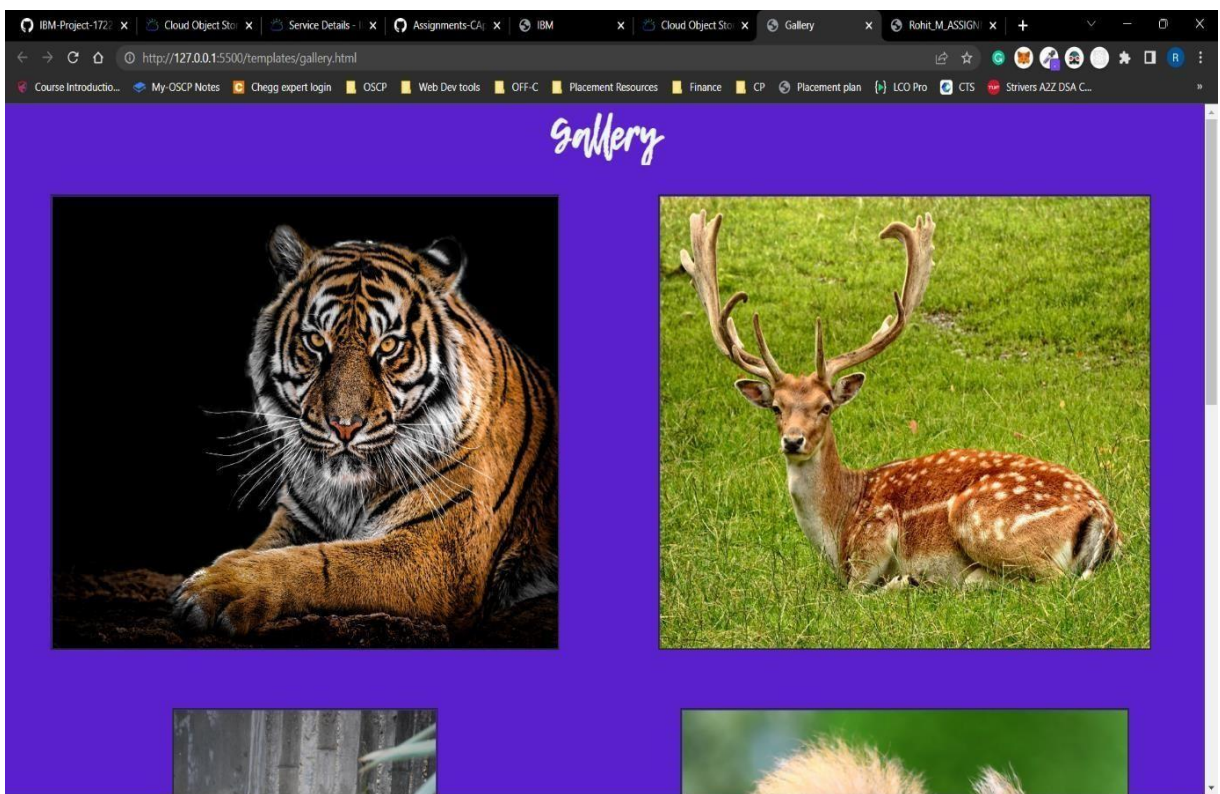 IBM-Project-1722 Cloud Object Sto Service Details - I Assignments-CA IBM Cloud Object Sto Gallery Rohit_M_ASSIGN
http://127.0.0.1:5500/templates/gallery.html
R
Course Introductio... My-OSCP Notes C Chegg expert login OSCP Web Dev tools OFF-C Placement Resources Finance CP Placement plan LCO Pro CTS Strivers A2Z DSA C... »
Gallery